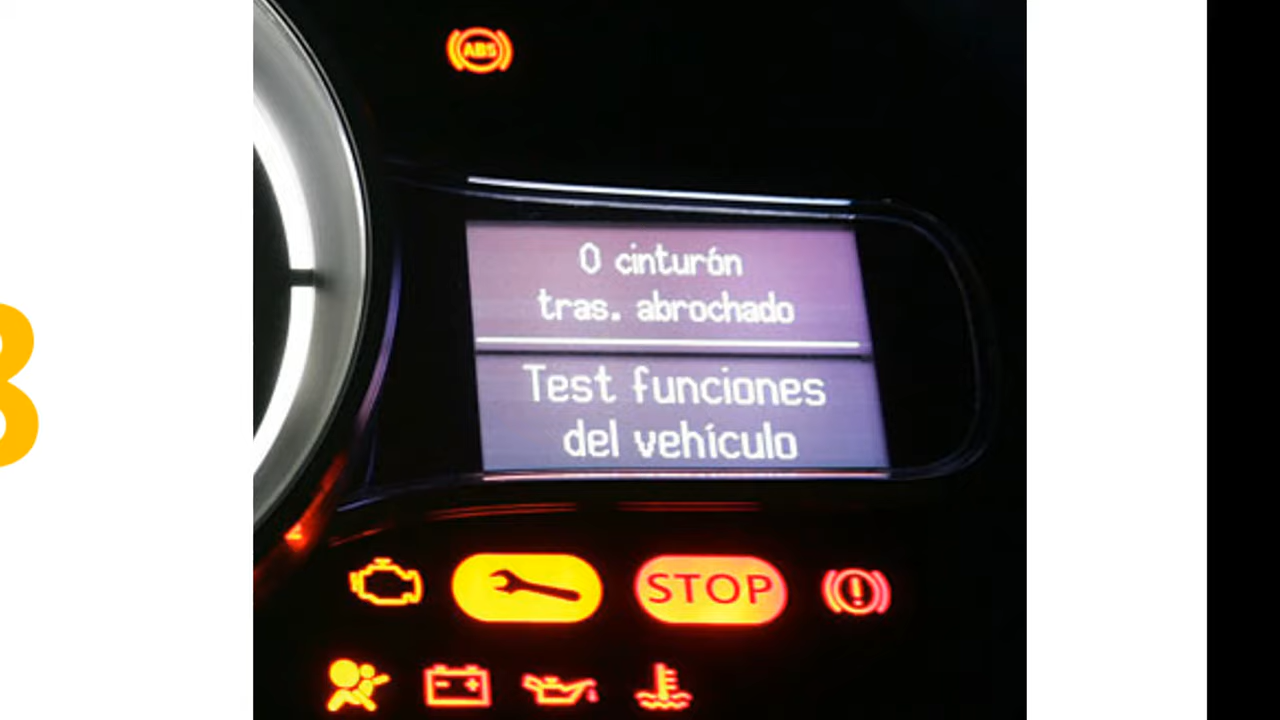 ABS
0 cinturón
tras. abrochado
Test funciones
del vehículo
STOP